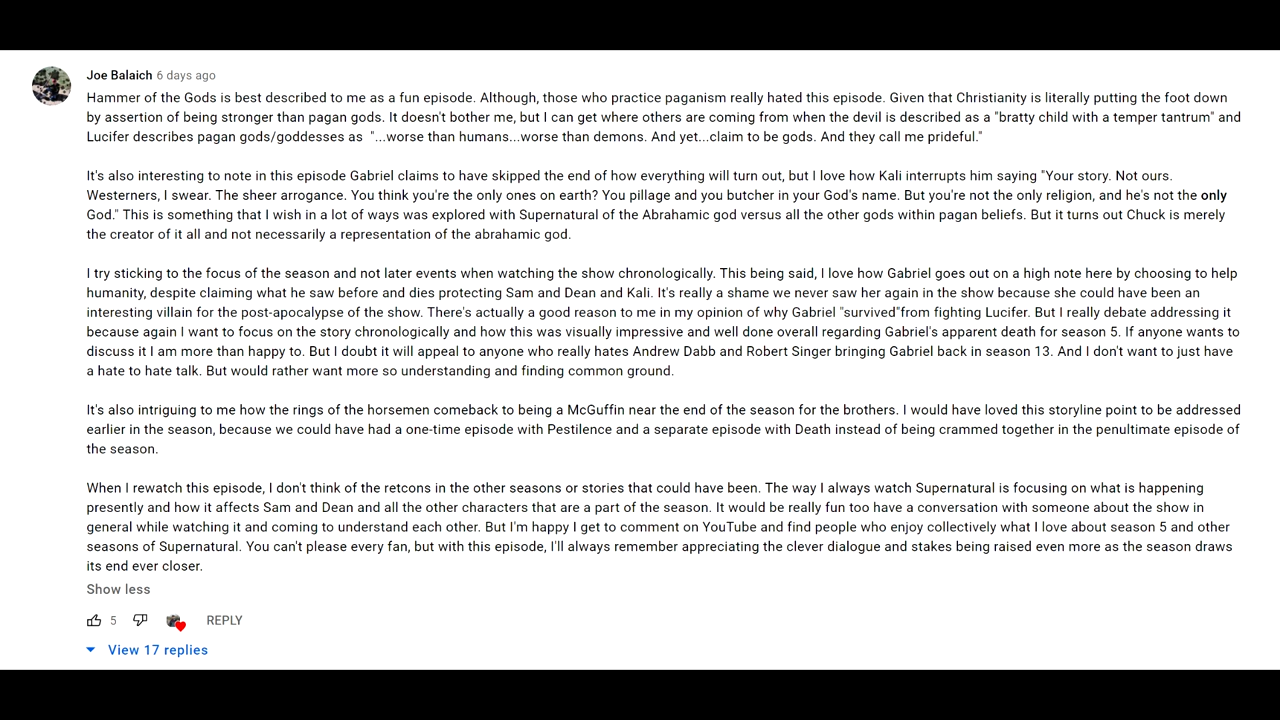 Joe Balaich 6 days ago
Hammer of the Gods is best described to me as a fun episode. Although, those who practice paganism really hated this episode. Given that Christianity is literally putting the foot down
by assertion of being stronger than pagan gods. It doesn't bother me, but I can get where others are coming from when the devil is described as a "bratty child with a temper tantrum" and
Lucifer describes pagan gods/goddesses as "...worse than humans...worse than demons. And yet...claim to be gods. And they call me prideful."
It's also interesting to note in this episode Gabriel claims to have skipped the end of how everything will turn out, but I love how Kali interrupts him saying "Your story. Not ours.
Westerners, I swear. The sheer arrogance. You think you're the only ones on earth? You pillage and you butcher in your God's name. But you're not the only religion, and he's not the only
God." This is something that I wish in a lot of ways was explored with Supernatural of the Abrahamic god versus all the other gods within pagan beliefs. But it turns out Chuck is merely
the creator of it all and not necessarily a representation of the abrahamic god.
I try sticking to the focus of the season and not later events when watching the show chronologically. This being said, I love how Gabriel goes out on a high note here by choosing to help
humanity, despite claiming what he saw before and dies protecting Sam and Dean and Kali. It's really a shame we never saw her again in the show because she could have been an
interesting villain for the post-apocalypse of the show. There's actually a good reason to me in my opinion of why Gabriel "survived"from fighting Lucifer. But I really debate addressing it
because again I want to focus on the story chronologically and how this was visually impressive and well done overall regarding Gabriel's apparent death for season 5. If anyone wants to
discuss it I am more than happy to. But I doubt it will appeal to anyone who really hates Andrew Dabb and Robert Singer bringing Gabriel back in season 13. And I don't want to just have
a hate to hate talk. But would rather want more so understanding and finding common ground.
It's also intriguing to me how the rings of the horsemen comeback to being a McGuffin near the end of the season for the brothers. I would have loved this storyline point to be addressed
earlier in the season, because we could have had a one-time episode with Pestilence and a separate episode with Death instead of being crammed together in the penultimate episode of
the season.
When I rewatch this episode, I don't think of the retcons in the other seasons or stories that could have been. The way I always watch Supernatural is focusing on what is happening
presently and how it affects Sam and Dean and all the other characters that are a part of the season. It would be really fun too have a conversation with someone about the show in
general while watching it and coming to understand each other. But I'm happy I get to comment on YouTube and find people who enjoy collectively what I love about season 5 and other
seasons of Supernatural. You can't please every fan, but with this episode, I'll always remember appreciating the clever dialogue and stakes being raised even more as the season draws
its end ever closer.
Show less
5 REPLY
View 17 replies